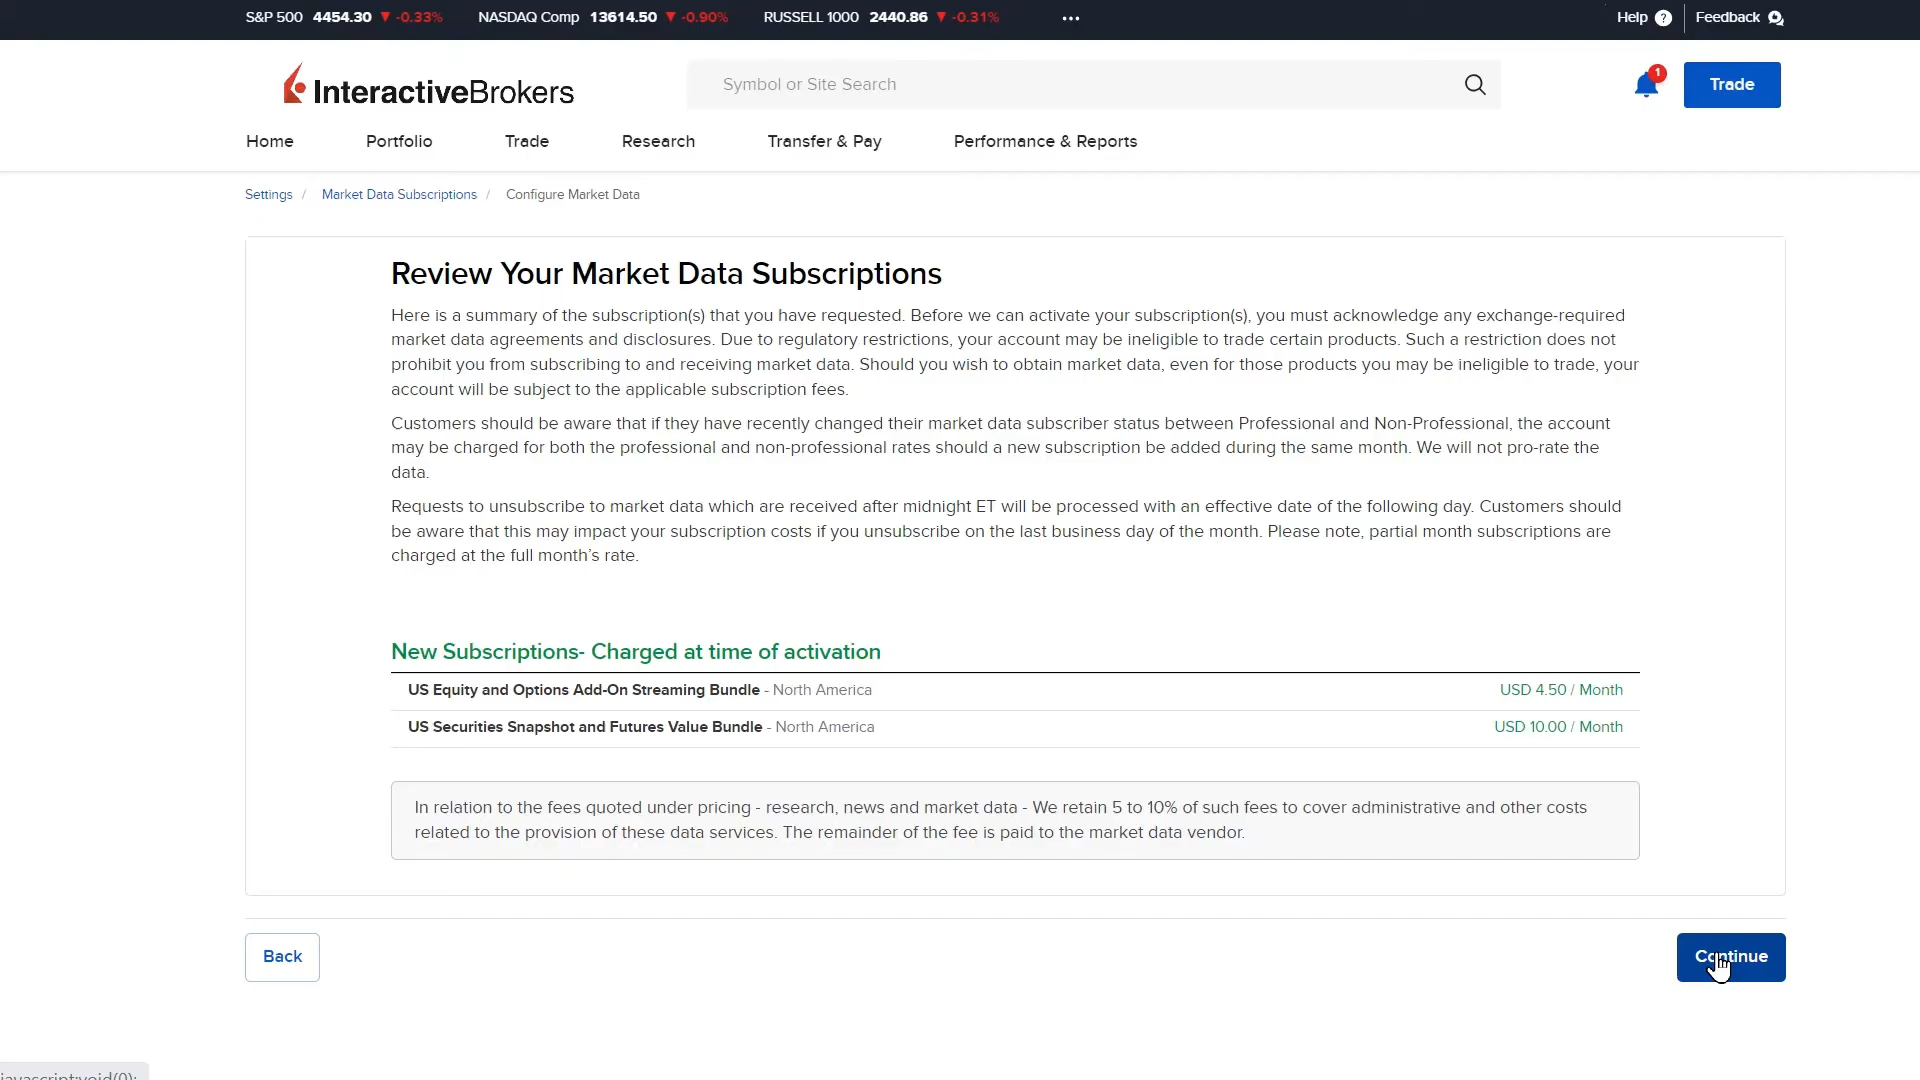 S&P 500 4454.30 ▼ -0.33% NASDAQ Comp 13614.50 ▼ -0.90% RUSSELL 1000 2440.86 ▼ -0.31% ••• Help ? Feedback
InteractiveBrokers Symbol or Site Search 1 Trade
Home Portfolio Trade Research Transfer & Pay Performance & Reports
Settings / Market Data Subscriptions / Configure Market Data
Review Your Market Data Subscriptions
Here is a summary of the subscription(s) that you have requested. Before we can activate your subscription(s), you must acknowledge any exchange-required
market data agreements and disclosures. Due to regulatory restrictions, your account may be ineligible to trade certain products. Such a restriction does not
prohibit you from subscribing to and receiving market data. Should you wish to obtain market data, even for those products you may be ineligible to trade, your
account will be subject to the applicable subscription fees.
Customers should be aware that if they have recently changed their market data subscriber status between Professional and Non-Professional, the account
may be charged for both the professional and non-professional rates should a new subscription be added during the same month. We will not pro-rate the
data.
Requests to unsubscribe to market data which are received after midnight ET will be processed with an effective date of the following day. Customers should
be aware that this may impact your subscription costs if you unsubscribe on the last business day of the month. Please note, partial month subscriptions are
charged at the full month's rate.
New Subscriptions- Charged at time of activation
US Equity and Options Add-On Streaming Bundle - North America USD 4.50 / Month
US Securities Snapshot and Futures Value Bundle - North America USD 10.00 / Month
In relation to the fees quoted under pricing - research, news and market data - We retain 5 to 10% of such fees to cover administrative and other costs
related to the provision of these data services. The remainder of the fee is paid to the market data vendor.
Back Continue
javascript:void(0);